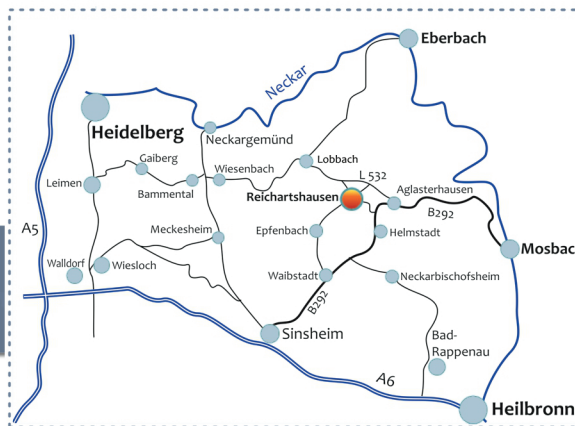 Eberbach
Neckar
Heidelberg
Neckargemünd
Gaiberg
Wiesenbach
Lobbach
L 532
Leimen
Bammental
Reichartshausen
Aglasterhausen
B292
A5
Meckesheim
Epfenbach
Helmstadt
Mosbac
Walldorf
Wiesloch
Waibstadt
Neckarbischofsheim
B292
Sinsheim
Bad-
Rappenau
A6
Heilbronn